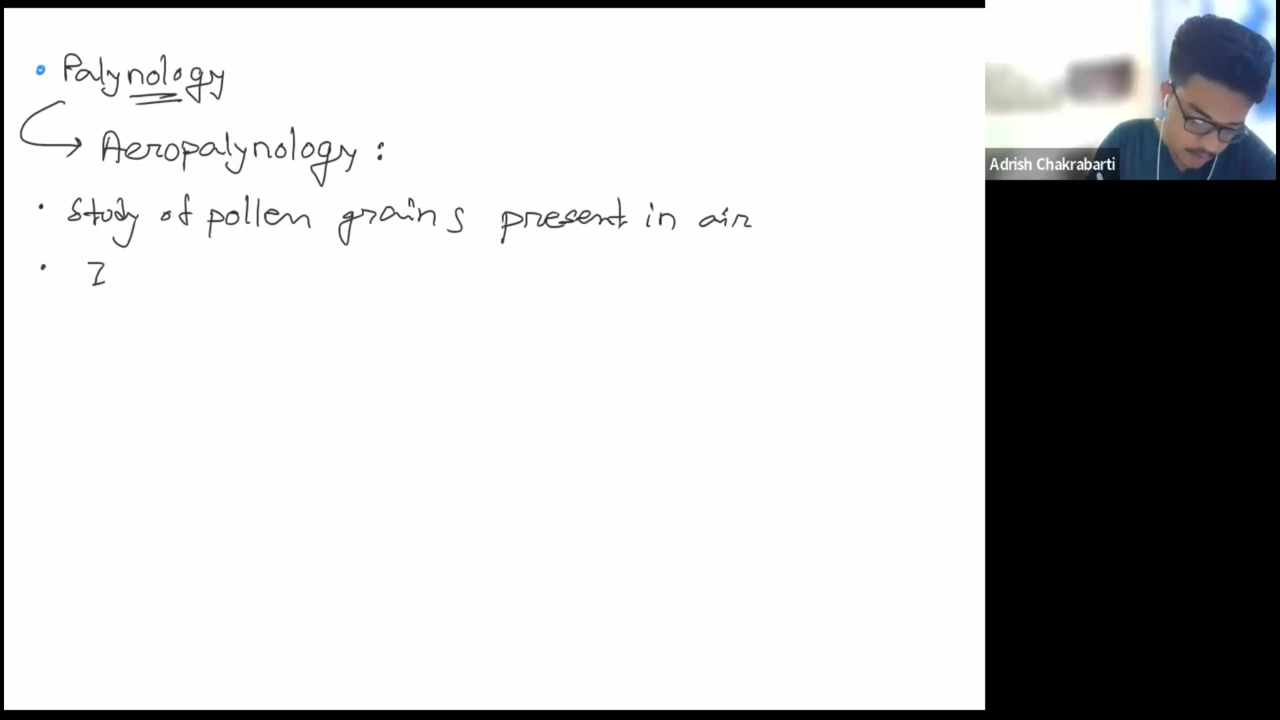 • Palynology
→ Aeropalynology :
• Study of pollen grains present in air
• I
Adrish Chakrabarti